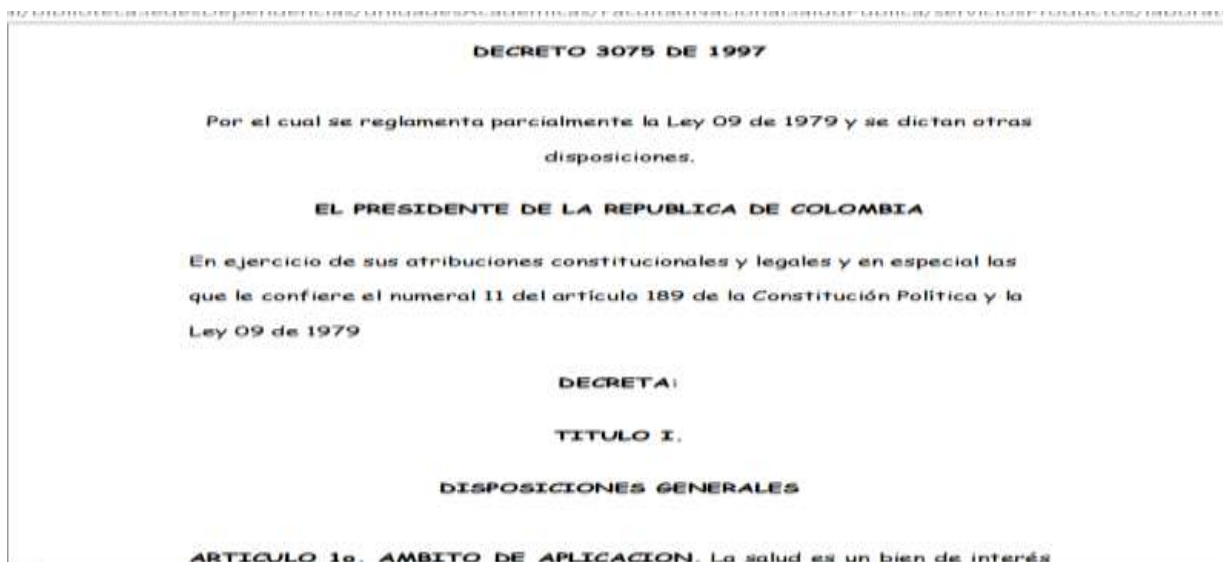 DECRETO 3075 DE 1997
Por el cual se reglamenta parcialmente la Ley 09 de 1979 y se dictan otras
disposiciones.
EL PRESIDENTE DE LA REPUBLICA DE COLOMBIA
En ejercicio de sus atribuciones constitucionales y legales y en especial las
que le confiere el numeral 11 del artículo 189 de la Constitución Política y la
Ley 09 de 1979
DECRETA:
TITULO I.
DISPOSICIONES GENERALES
ARTICULO 1o. AMBITO DE APLICACION. La salud es un bien de interés